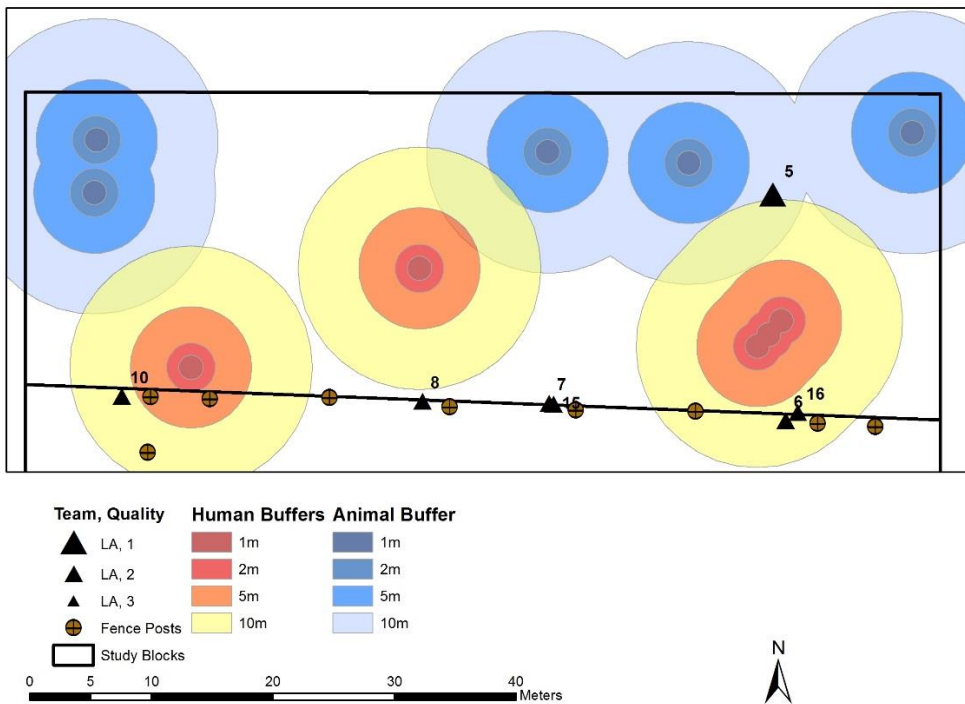 5
10
8
7
15
16
6
Team, Quality
LA, 1
LA, 2
LA, 3
Fence Posts
Study Blocks
Human Buffers
1m
2m
5m
10m
Animal Buffer
1m
2m
5m
10m
0 5 10 20 30 40
Meters
N